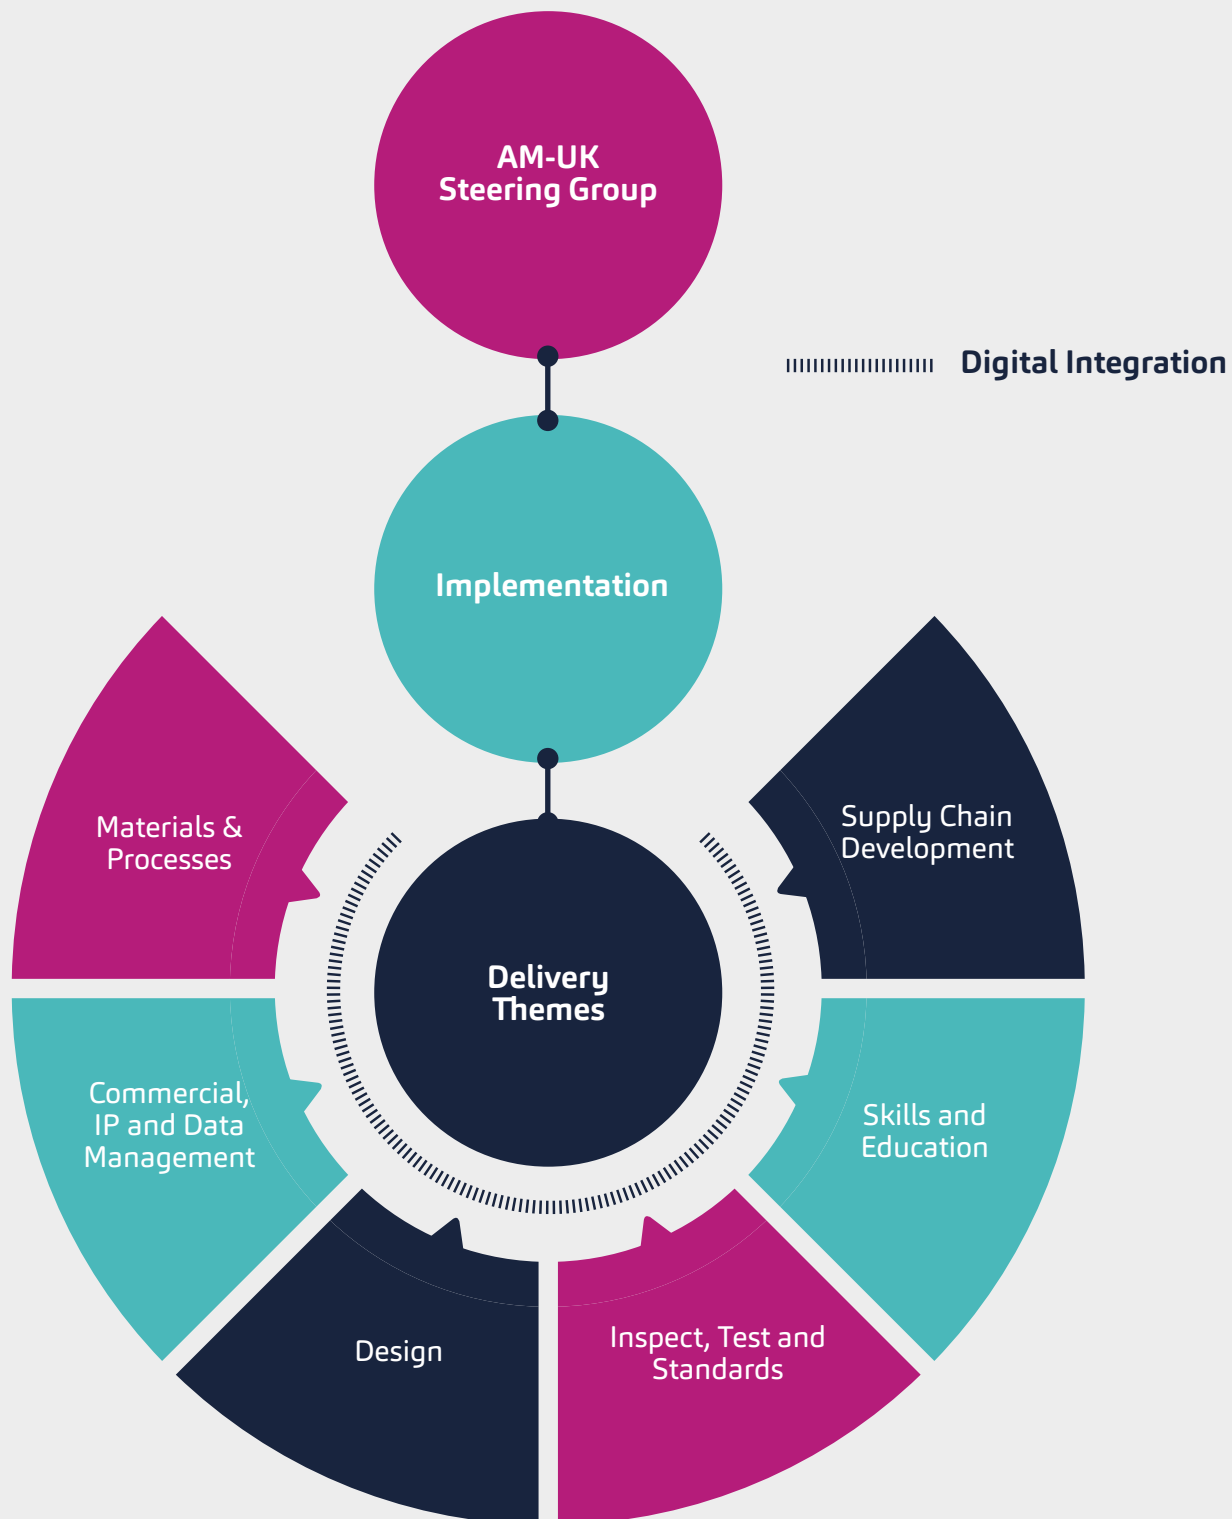 AM-UK
Steering Group
Digital Integration
Implementation
Materials &
Processes
Supply Chain
Development
Delivery
Themes
Commercial,
IP and Data
Management
Skills and
Education
Design
Inspect, Test and
Standards